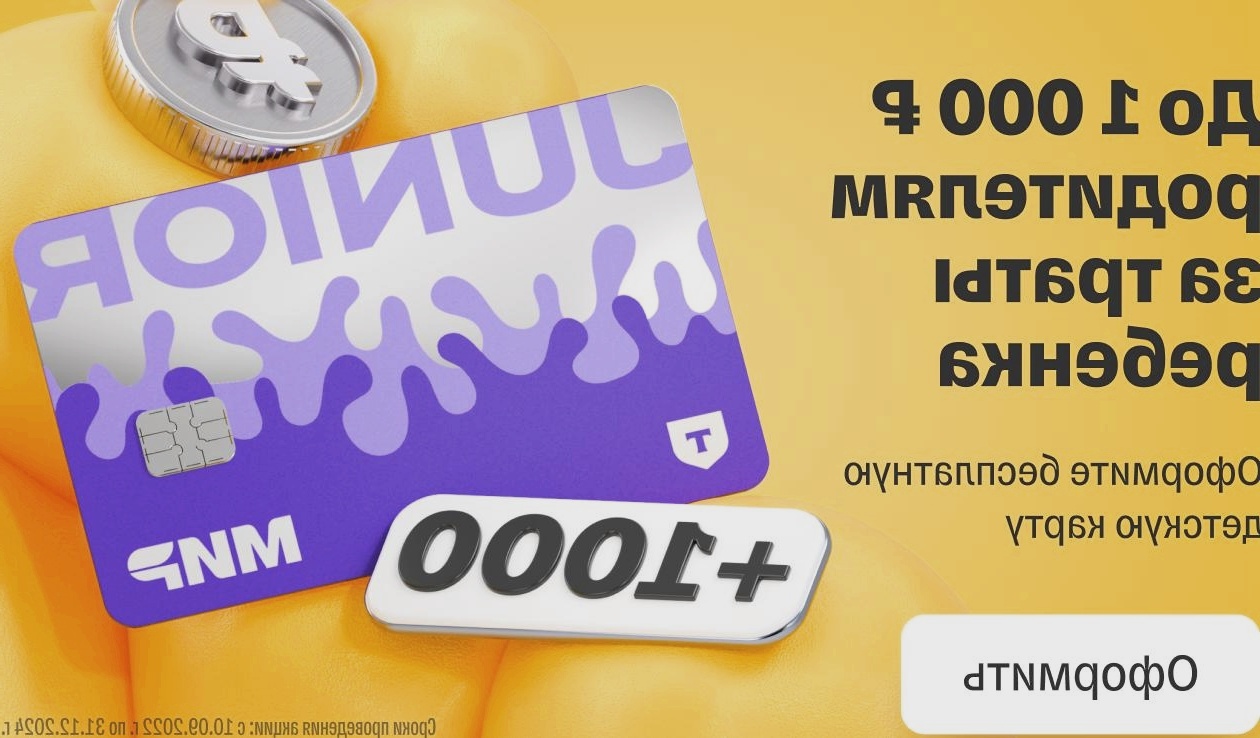 До 1 000 ₽
родителям
за траты
ребенка
Оформите бесплатную
детскую карту
Оформить
JUNIOR
T
МИР
+1000
Сроки проведения акции: с 10.09.2022 г. по 31.12.2024 г.